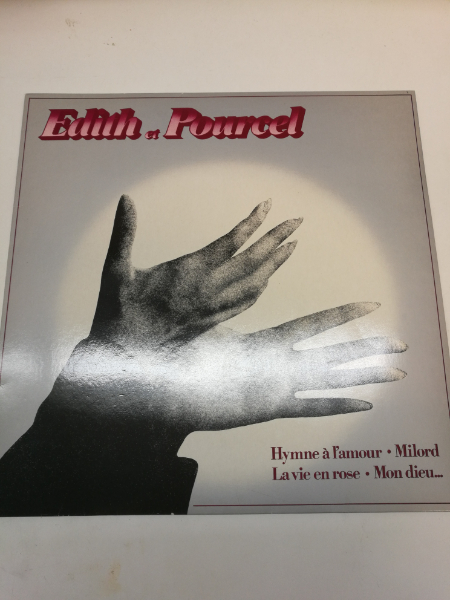 Edith et Pourcel
Hymne à l'amour • Milord
La vie en rose • Mon dieu...